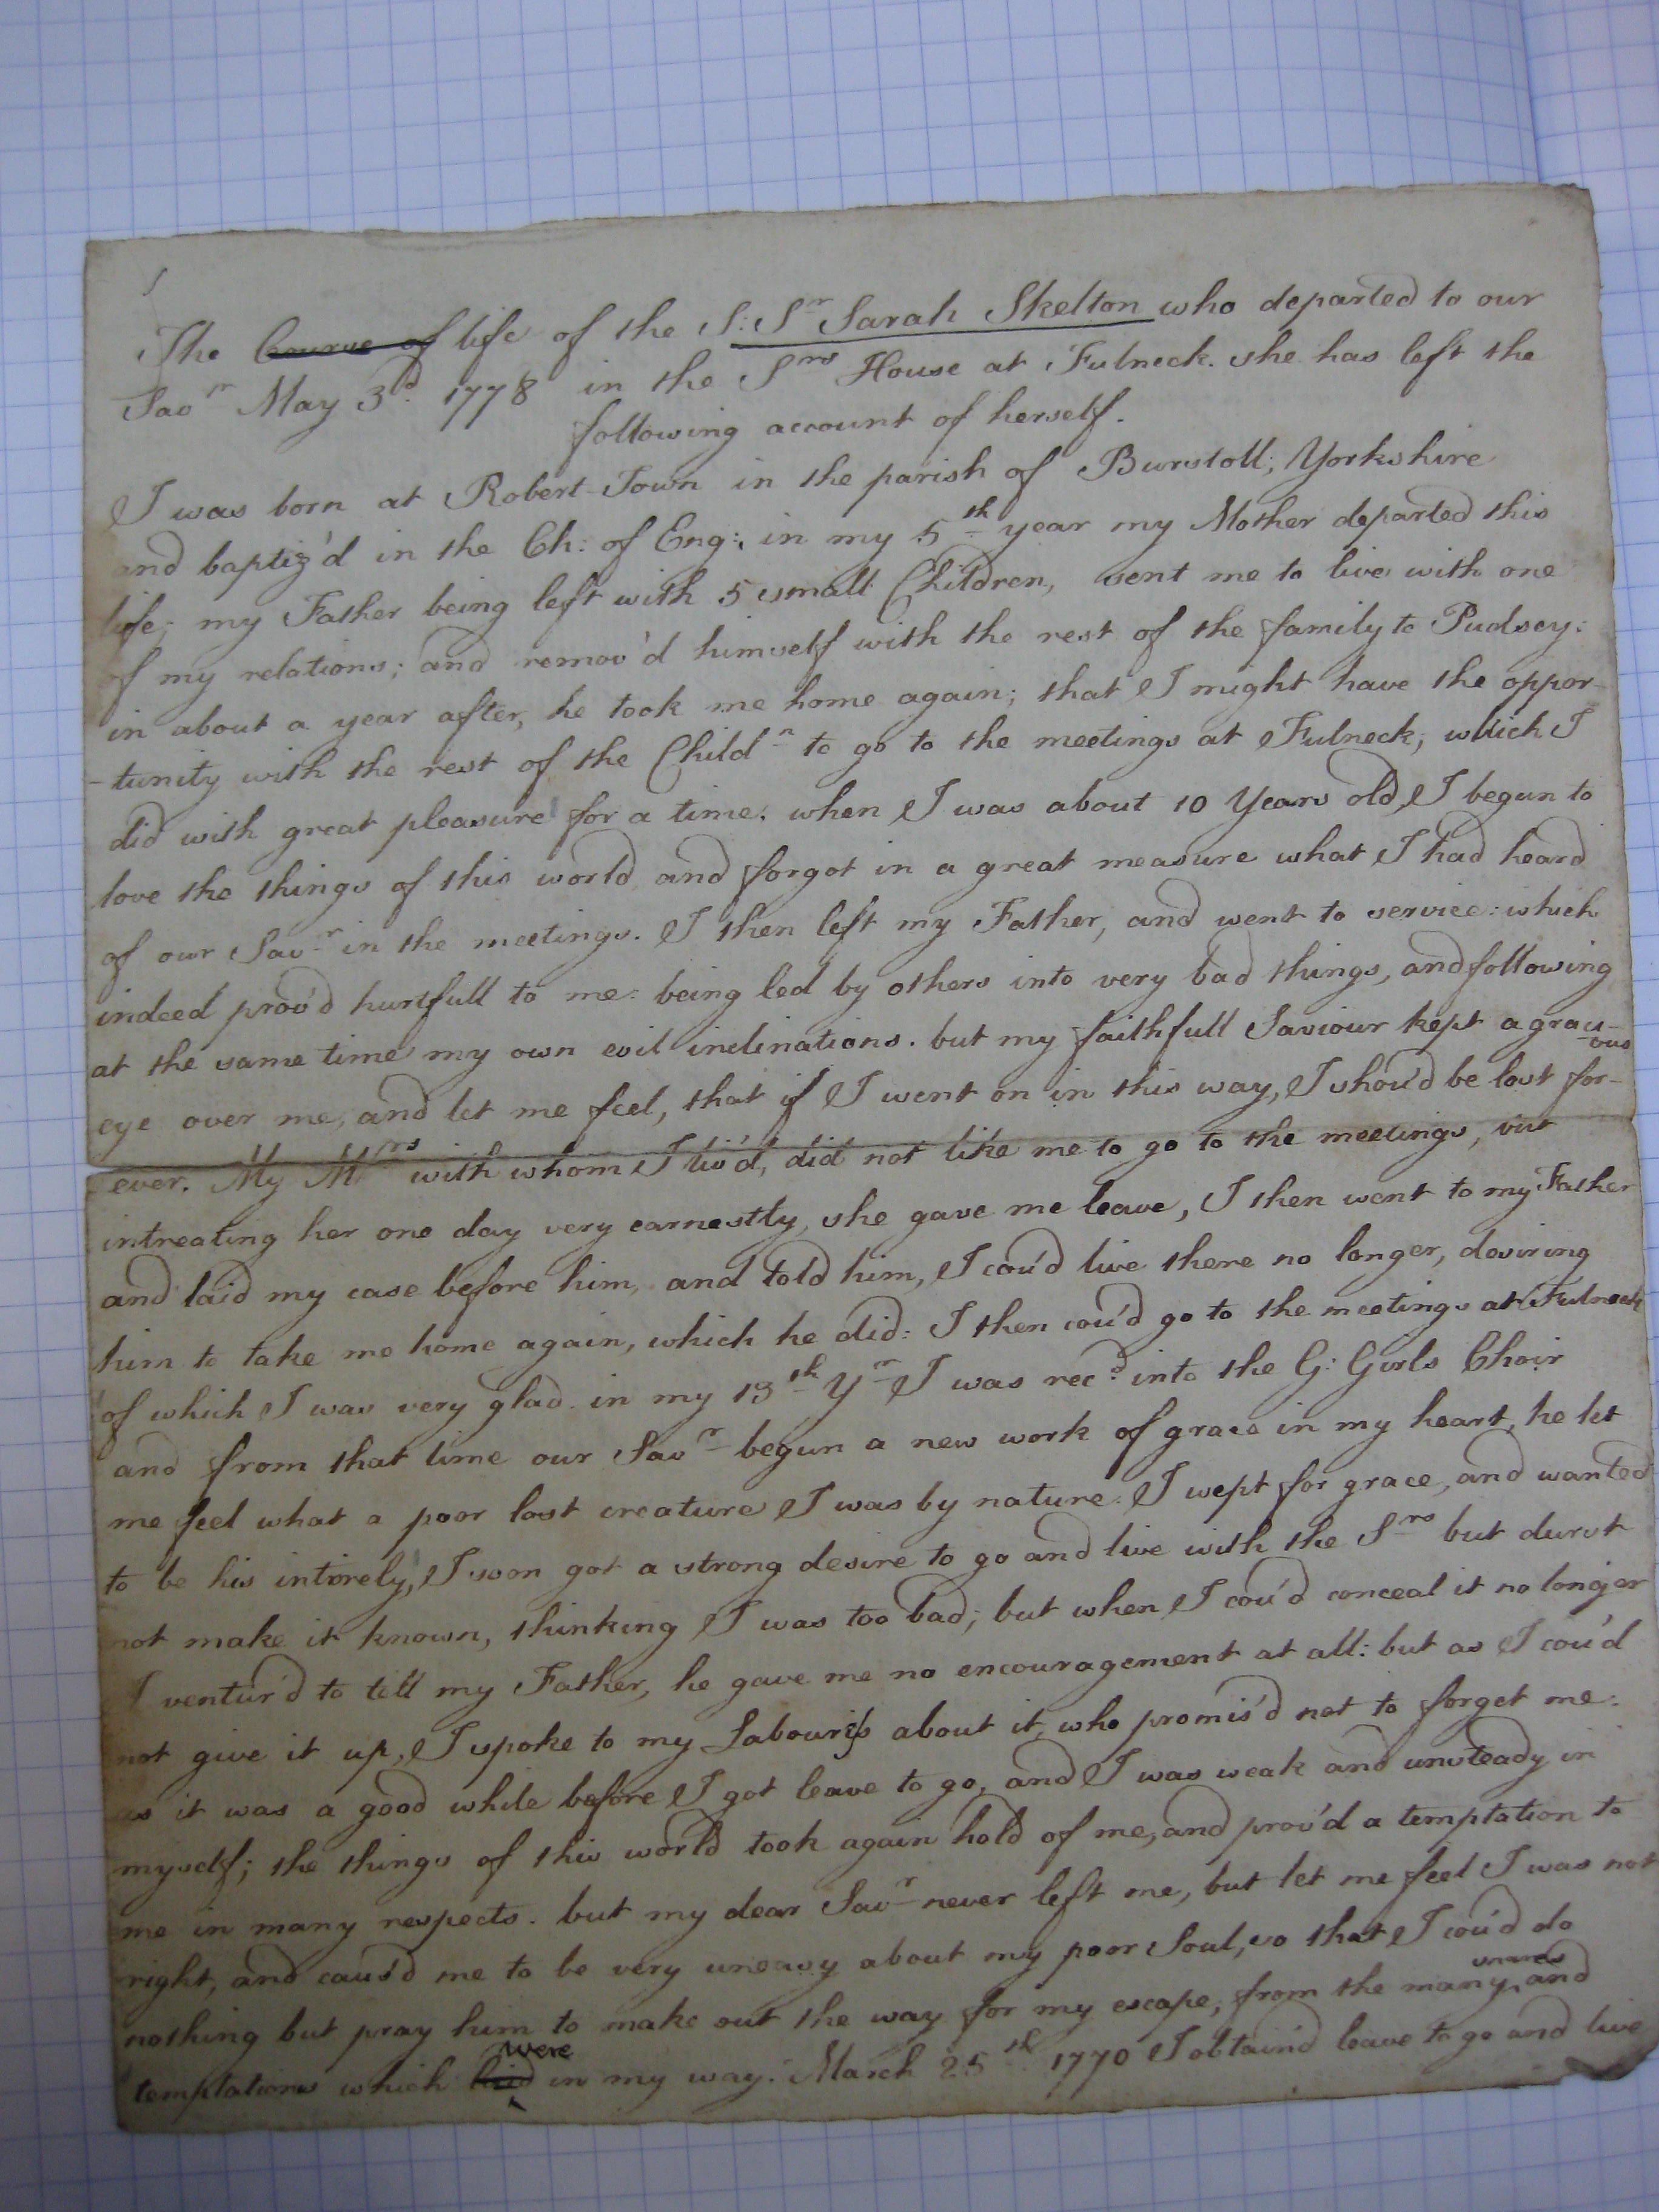 The Course of life of the S: Sr Sarah Skelton who departed to our
Savr May 3d. 1778 in the Srs House at Fulneck. she has left the
following account of herself.
I was born at Robert-Town in the parish of Burstoll; Yorkshire
and baptiz'd in the Ch: of Eng:, in my 5th year my Mother departed this
life; my Father being left with 5 small Children, sent me to live with one
of my relations; and remov'd himself with the rest of the family to Pudsey:
in about a year after, he took me home again; that I might have the oppor-
-tunity with the rest of the Childn to go to the meetings at Fulneck; which I
did with great pleasure for a time. when I was about 10 Years old, I begun to
love the things of this world and forgot in a great measure what I had heard
of our Savr in the meetings. I then left my Father, and went to service: which
indeed prov'd hurtfull to me: being led by others into very bad things, and following
at the same time my own evil inclinations. but my faithfull Saviour kept a graci-
-ous
eye over me, and let me feel, that if I went on in this way, I shou'd be lost for-
ever. My Mrs with whom I liv'd, did not like me to go to the meetings, but
intreating her one day very earnestly, she gave me leave, I then went to my Father
and laid my case before him, and told him, I cou'd live there no longer, desiring
him to take me home again, which he did: I then cou'd go to the meetings at Fulneck
of which I was very glad. in my 13th Yr I was recd: into the G: Girls Choir
and from that time our Savr begun a new work of grace in my heart, he let
me feel what a poor lost creature I was by nature. I wept for grace, and wanted
to be his intirely, I soon got a strong desire to go and live with the Srs but durst
not make it known, thinking I was too bad; but when I cou'd conceal it no longer
I ventur'd to tell my Father, he gave me no encouragement at all: but as I cou'd
not give it up, I spoke to my Labourers about it, who promis'd not to forget me.
as it was a good while before I got leave to go, and I was weak and unsteady in
myself; the things of this world took again hold of me, and prov'd a temptation to
me in many respects. but my dear Savr never left me, but let me feel I was not
right, and caus'd me to be very uneasy about my poor Soul, so that I cou'd do
nothing but pray him to make out the way for my escape, from the many snares and
temptations which laid were in my way. March 25th 1770 I obtain'd leave to go and live